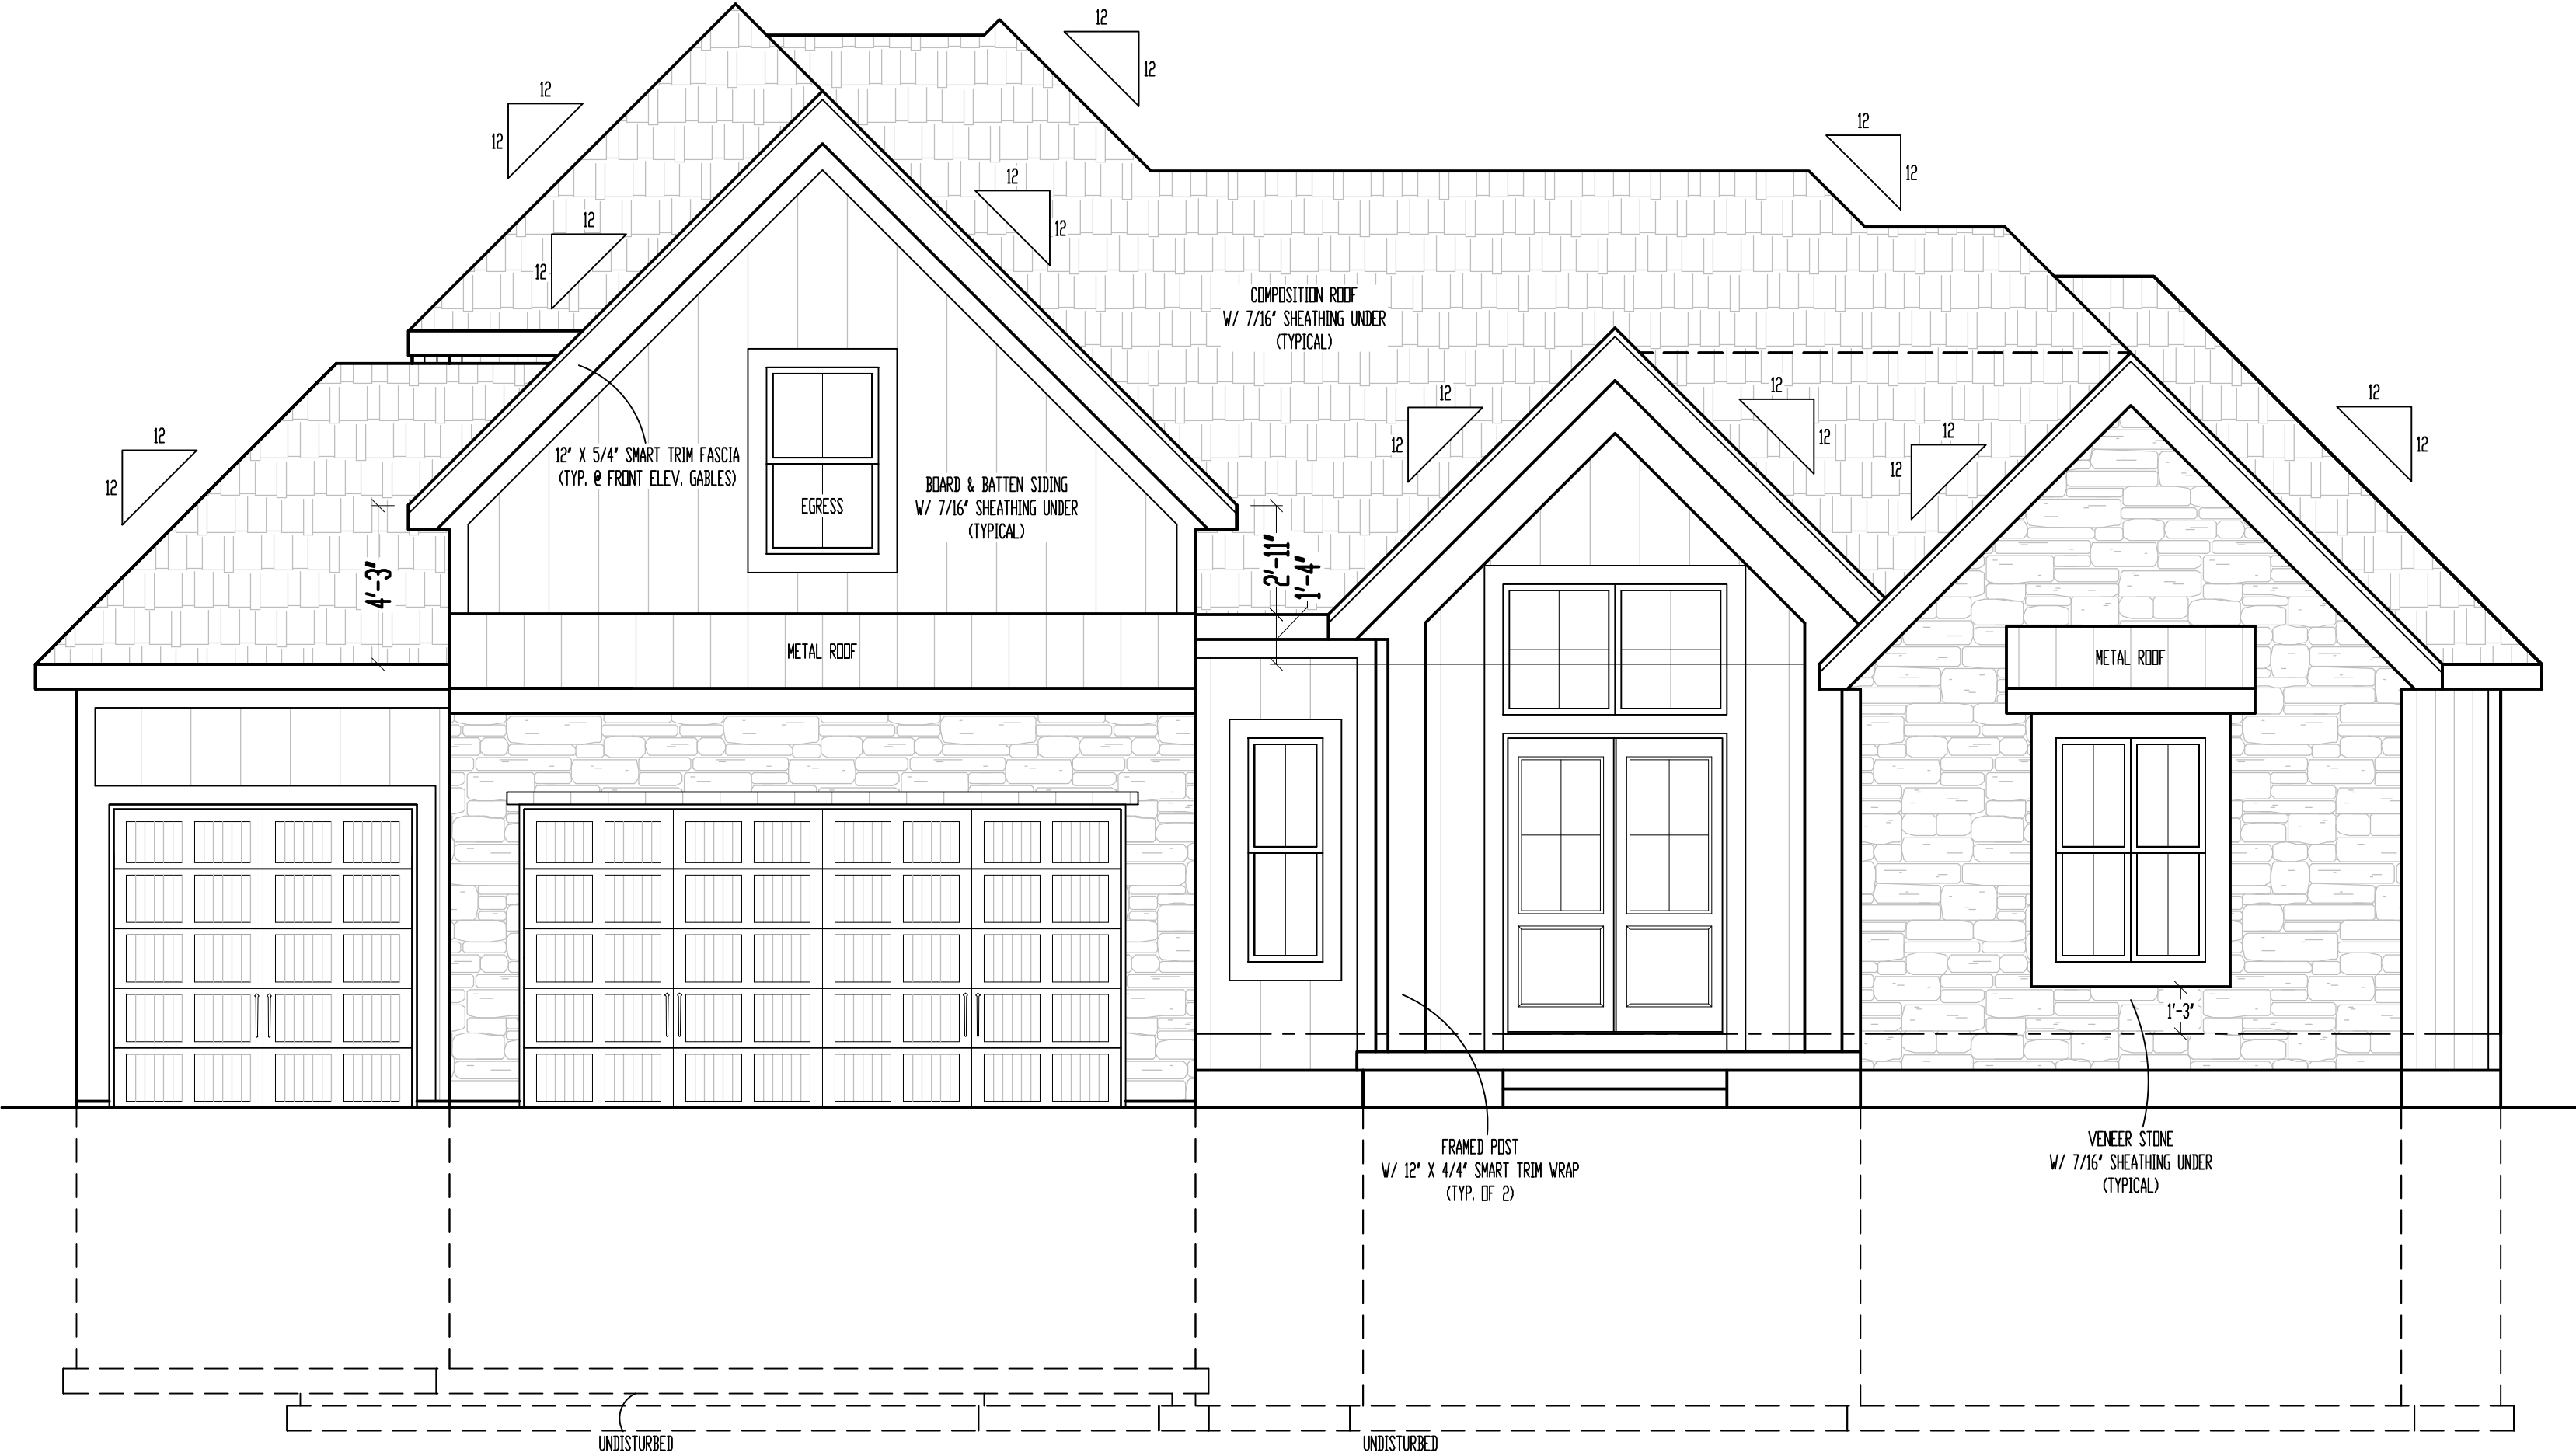 12
12
12
12
12
12
12
12
12
12
COMPOSITION ROOF
W/ 7/16" SHEATHING UNDER
(TYPICAL)
12
12
12
12
12
12
12
12
12
12
12
12
12" X 5/4" SMART TRIM FASCIA
(TYP. @ FRONT ELEV. GABLES)
EGRESS
BOARD & BATTEN SIDING
W/ 7/16" SHEATHING UNDER
(TYPICAL)
4'-3"
2'-11"
1'-4"
METAL ROOF
METAL ROOF
1'-3"
FRAMED POST
W/ 12" X 4/4" SMART TRIM WRAP
(TYP. OF 2)
VENEER STONE
W/ 7/16" SHEATHING UNDER
(TYPICAL)
UNDISTURBED
UNDISTURBED